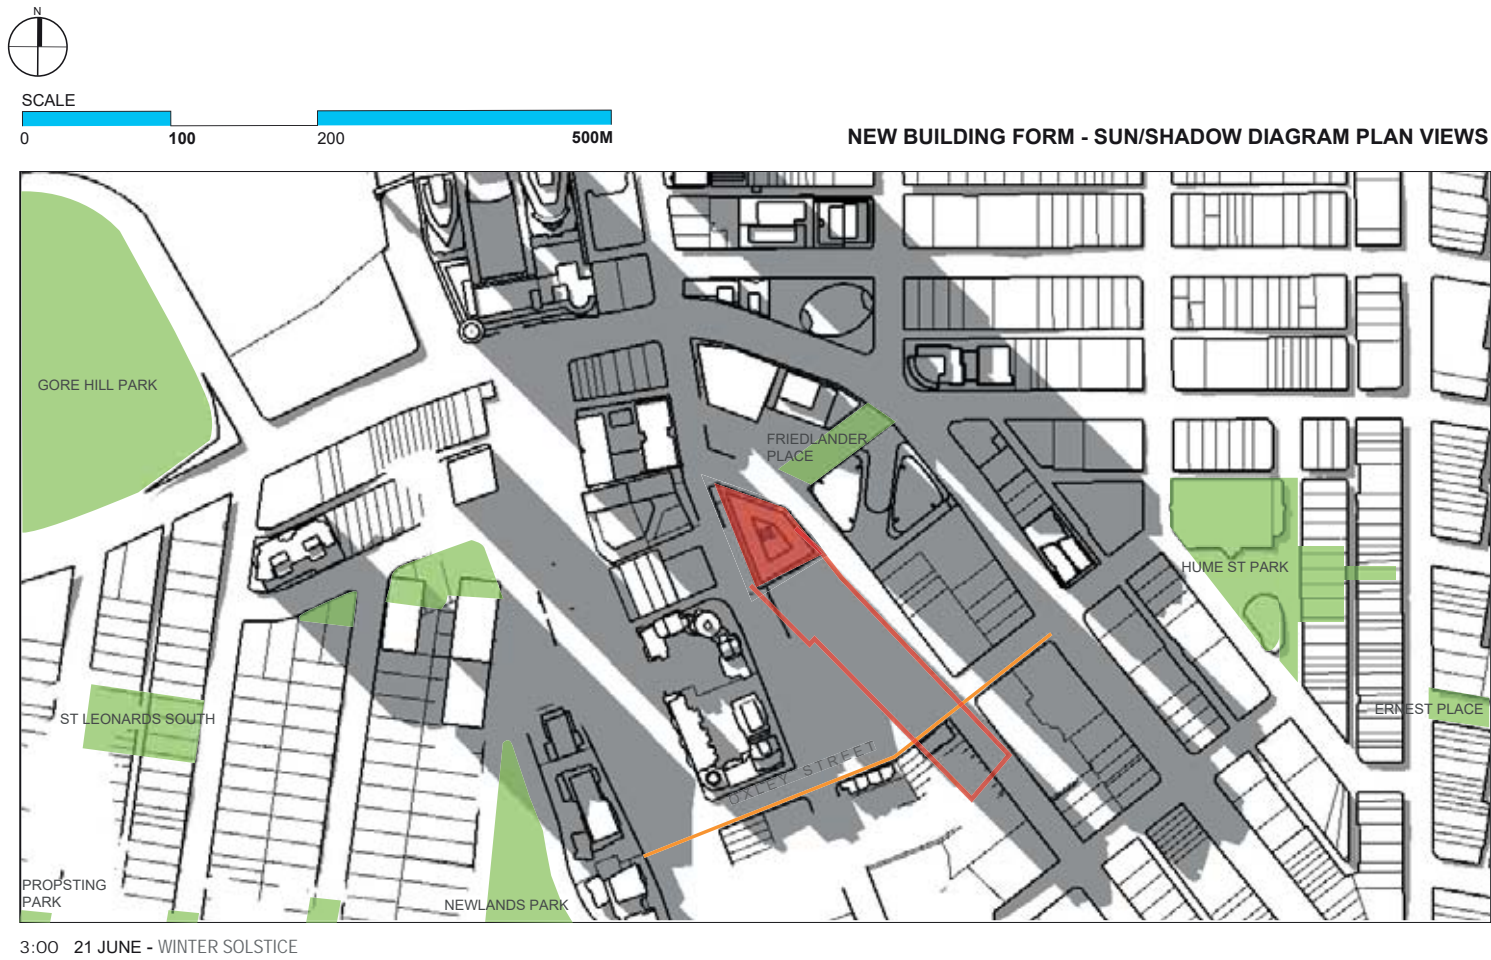 N
SCALE
0 100 200 500M
NEW BUILDING FORM - SUN/SHADOW DIAGRAM PLAN VIEWS
GORE HILL PARK
FRIEDLANDER
PLACE
HUME ST PARK
ST LEONARDS SOUTH
ERNEST PLACE
OXLEY STREET
PROPSTING
PARK
NEWLANDS PARK
3:00 21 JUNE - WINTER SOLSTICE